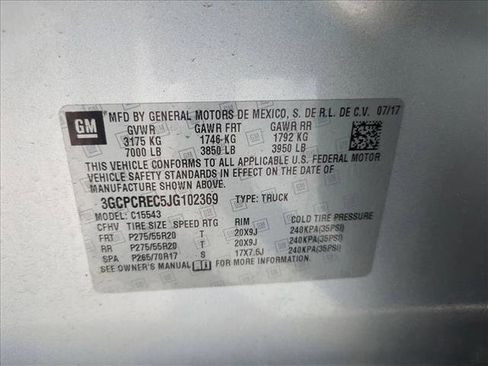 GM
MFD BY GENERAL MOTORS DE MEXICO, S. DE R.L. DE C.V. 07/17
GVWR GAWR FRT GAWR RR
3175 KG 1746 KG 1792 KG
7000 LB 3850 LB 3950 LB
THIS VEHICLE CONFORMS TO ALL APPLICABLE U.S. FEDERAL MOTOR
VEHICLE SAFETY, BUMPER, AND THEFT PREVENTION STANDARDS IN
EFFECT ON THE DATE OF MANUFACTURE SHOWN ABOVE.
3GCPCREC5JG102369 TYPE: TRUCK
MODEL: C15543
CFHV TIRE SIZE SPEED RTG RIM COLD TIRE PRESSURE
FRT P275/55R20 T 20X9J 240KPA(35PSI)
RR P275/55R20 T 20X9J 240KPA(35PSI)
SPA P265/70R17 S 17X7.5J 240KPA(35PSI)
SEE OWNER'S MANUAL FOR MORE INFORMATION.